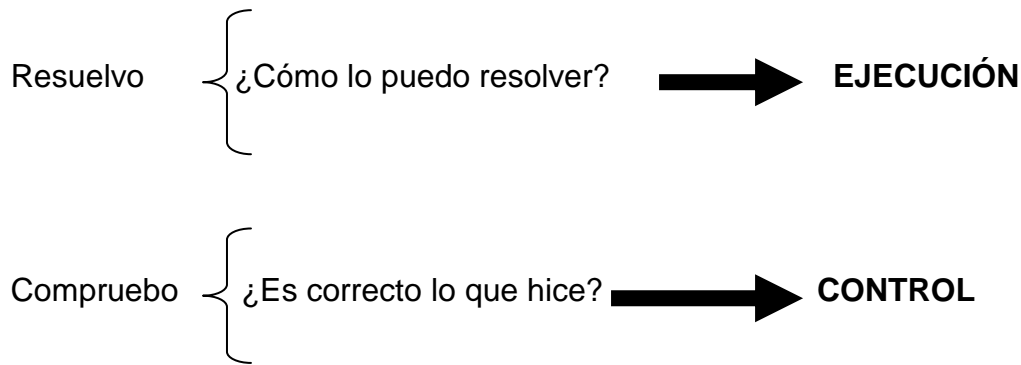 Resuelvo ¿Cómo lo puedo resolver? EJECUCIÓN
Compruebo ¿Es correcto lo que hice? CONTROL